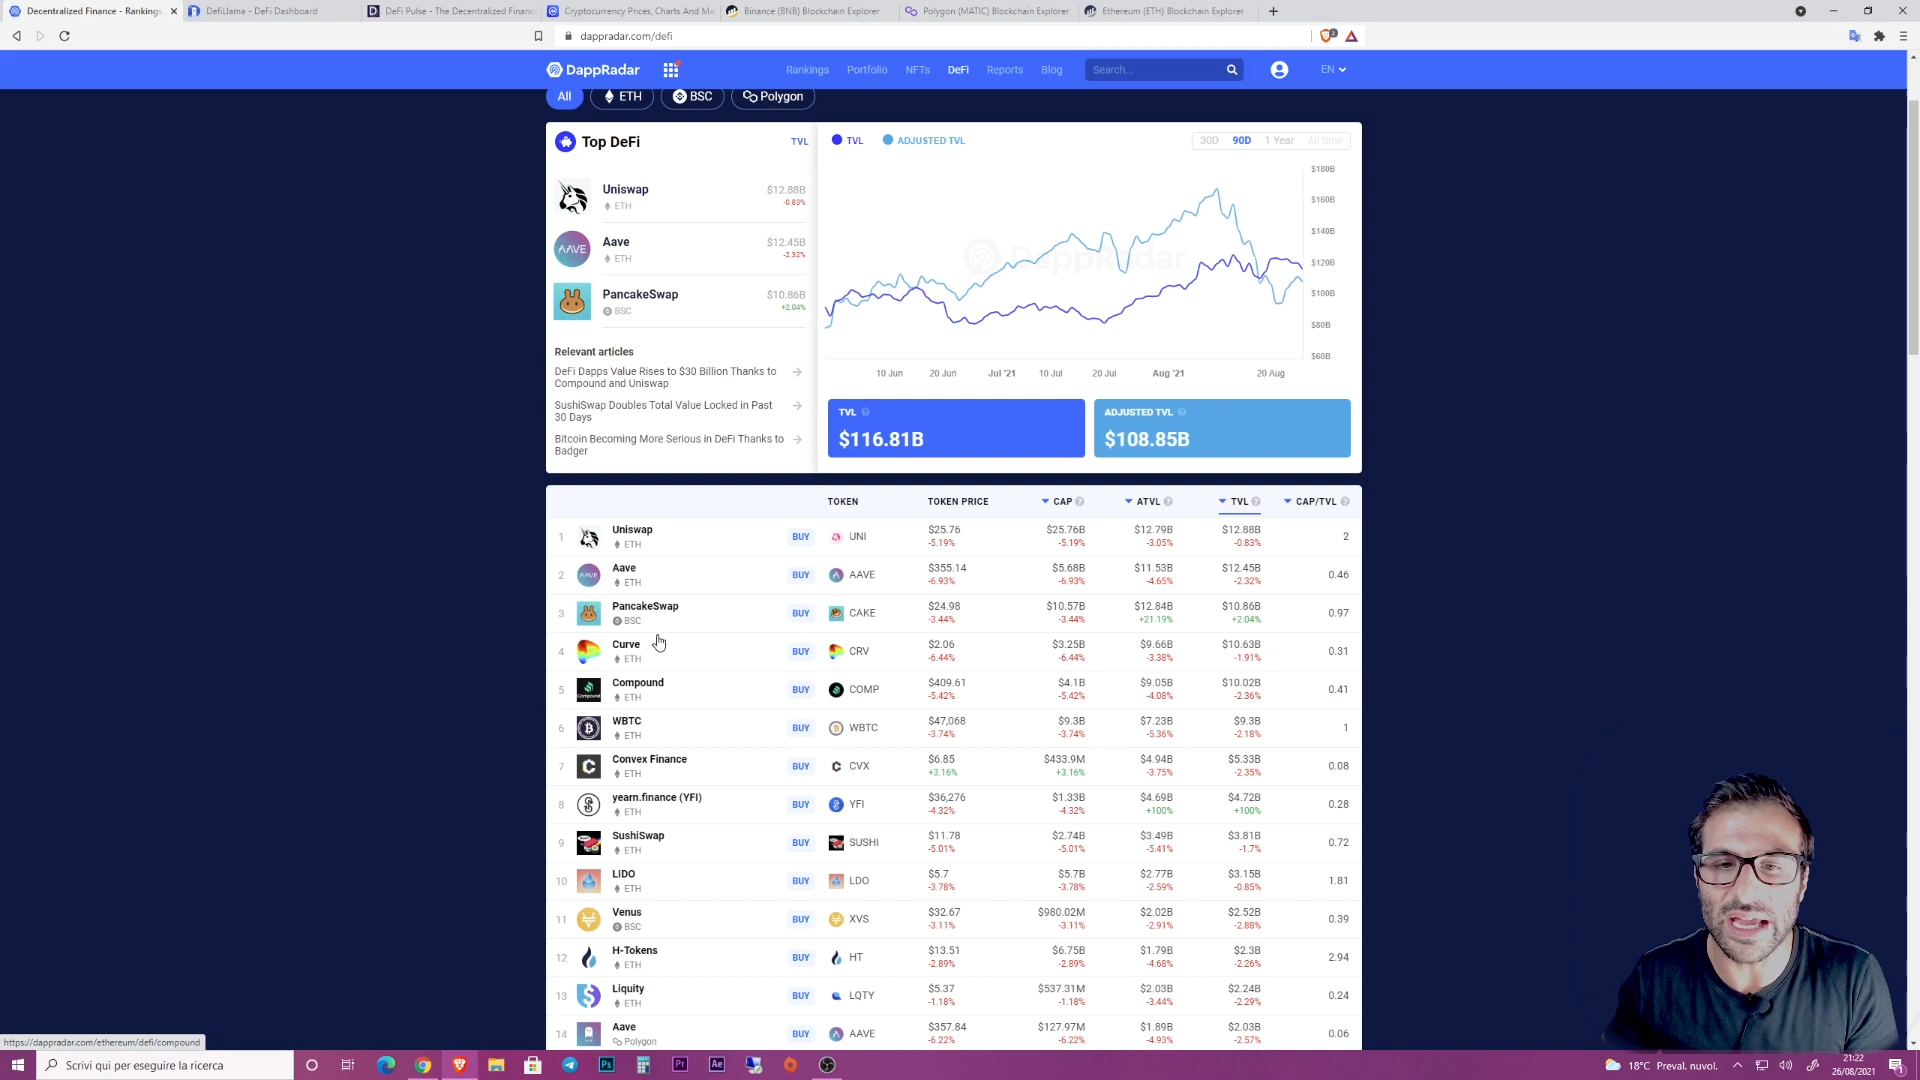 Decentralized Finance - Rankings,
DefiLlama - DeFi Dashboard
DeFi Pulse - The Decentralized Financ
Cryptocurrency Prices, Charts And Ma
Binance (BNB) Blockchain Explorer
Polygon (MATIC) Blockchain Explorer
Ethereum (ETH) Blockchain Explorer
dappradar.com/defi
DappRadar
Rankings
Portfolio
NFTs
DeFi
Reports
Blog
Search...
EN
All
ETH
BSC
Polygon
Top DeFi
TVL
Uniswap
ETH
$12.88B
-0.83%
Aave
ETH
$12.45B
-2.32%
PancakeSwap
BSC
$10.86B
+2.04%
Relevant articles
DeFi Dapps Value Rises to $30 Billion Thanks to
Compound and Uniswap
SushiSwap Doubles Total Value Locked in Past
30 Days
Bitcoin Becoming More Serious in DeFi Thanks to
Badger
TVL
ADJUSTED TVL
30D 90D 1 Year All time
DappRadar
$180B
$160B
$140B
$120B
$100B
$80B
$60B
10 Jun 20 Jun Jul '21 10 Jul 20 Jul Aug '21 20 Aug
TVL
$116.81B
ADJUSTED TVL
$108.85B
TOKEN TOKEN PRICE CAP ATVL TVL CAP/TVL
1 Uniswap BUY UNI $25.76 $25.76B $12.79B $12.88B 2
ETH -5.19% -5.19% -3.05% -0.83%
2 Aave BUY AAVE $355.14 $5.68B $11.53B $12.45B 0.46
ETH -6.93% -6.93% -4.65% -2.32%
3 PancakeSwap BUY CAKE $24.98 $10.57B $12.84B $10.86B 0.97
BSC -3.44% -3.44% +21.19% +2.04%
4 Curve BUY CRV $2.06 $3.25B $9.66B $10.63B 0.31
ETH -6.44% -6.44% -3.38% -1.91%
5 Compound BUY COMP $409.61 $4.1B $9.05B $10.02B 0.41
ETH -5.42% -5.42% -4.08% -2.36%
6 WBTC BUY WBTC $47,068 $9.3B $7.23B $9.3B 1
ETH -3.74% -3.74% -5.36% -2.18%
7 Convex Finance BUY CVX $6.85 $433.9M $4.94B $5.33B 0.08
ETH +3.16% +3.16% -3.75% -2.35%
8 yearn.finance (YFI) BUY YFI $36,276 $1.33B $4.69B $4.72B 0.28
ETH -4.32% -4.32% +100% +100%
9 SushiSwap BUY SUSHI $11.78 $2.74B $3.49B $3.81B 0.72
ETH -5.01% -5.01% -5.41% -1.7%
10 LIDO BUY LDO $5.7 $5.7B $2.77B $3.15B 1.81
ETH -3.78% -3.78% -2.59% -0.85%
11 Venus BUY XVS $32.67 $980.02M $2.02B $2.52B 0.39
BSC -3.11% -3.11% -2.91% -2.88%
12 H-Tokens BUY HT $13.51 $6.75B $1.79B $2.3B 2.94
ETH -2.89% -2.89% -4.68% -2.26%
13 Liquity BUY LQTY $5.37 $537.31M $2.03B $2.24B 0.24
ETH -1.18% -1.18% -3.44% -2.29%
14 Aave BUY AAVE $357.84 $127.97M $1.89B $2.03B 0.06
Polygon -6.22% -6.22% -4.93% -2.57%
https://dappradar.com/ethereum/defi/compound
Scrivi qui per eseguire la ricerca
Ps
Pr
Ae
18°C Preval. nuvol.
21:22
26/08/2021